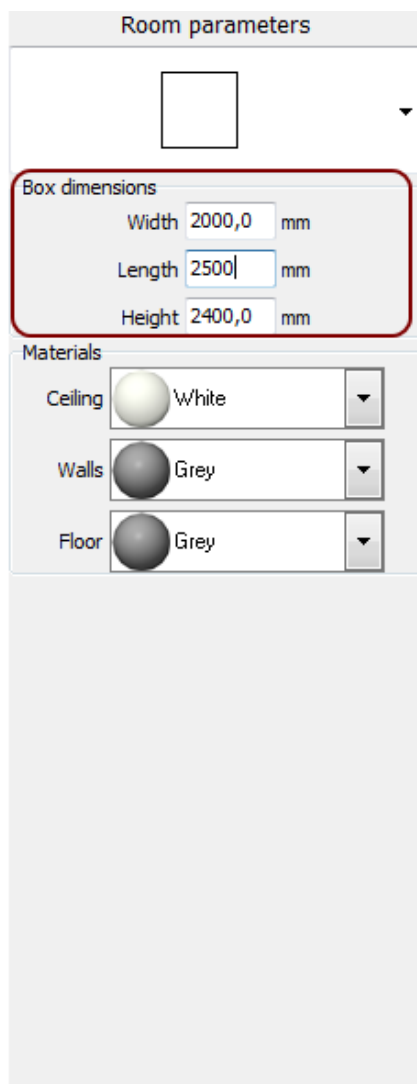 Room parameters
Box dimensions
Width 2000,0 mm
Length 2500 mm
Height 2400,0 mm
Materials
Ceiling White
Walls Grey
Floor Grey